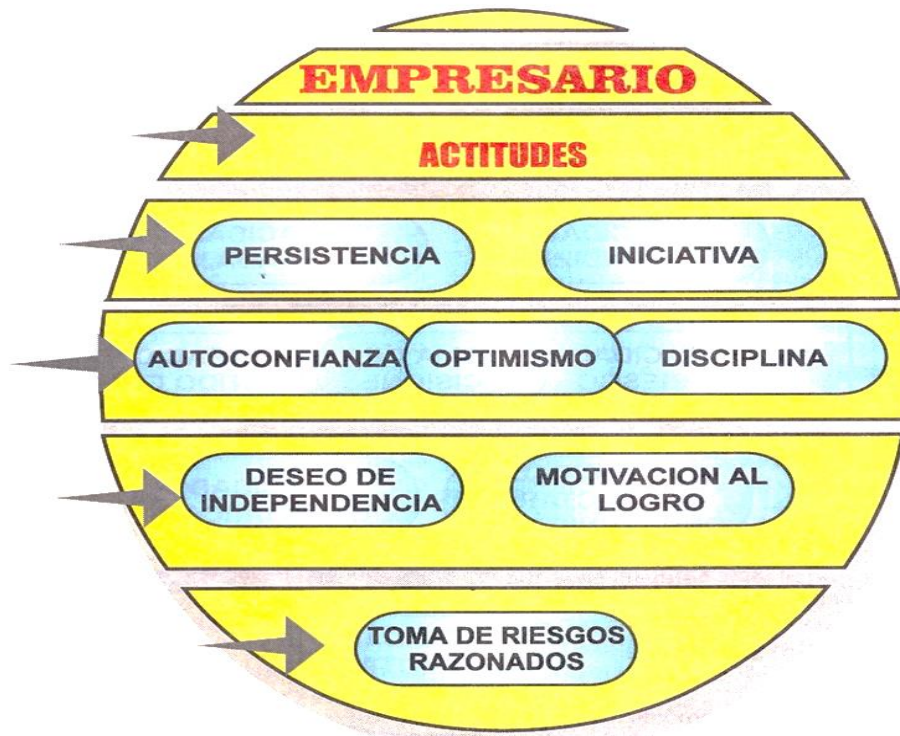 EMPRESARIO
ACTITUDES
PERSISTENCIA
INICIATIVA
AUTOCONFIANZA
OPTIMISMO
DISCIPLINA
DESEO DE
INDEPENDENCIA
MOTIVACION AL
LOGRO
TOMA DE RIESGOS
RAZONADOS